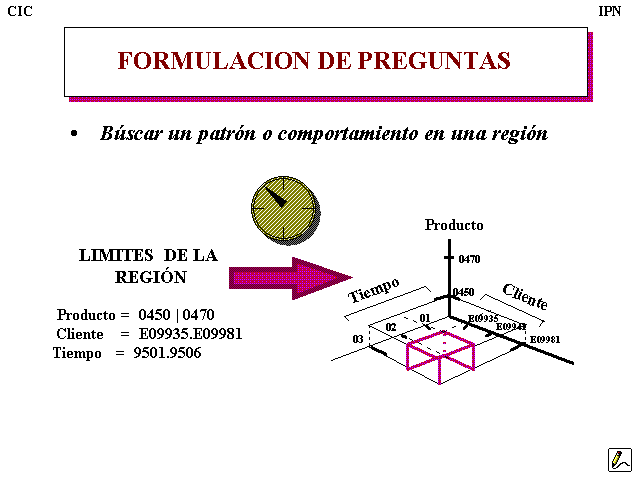 CIC IPN
FORMULACION DE PREGUNTAS
• Búscar un patrón o comportamiento en una región
LIMITES DE LA
REGIÓN
Producto = 0450 | 0470
Cliente = E09935.E09981
Tiempo = 9501.9506
Producto
0470
0450
Tiempo
Cliente
01
02
03
E09935
E09941
E09981